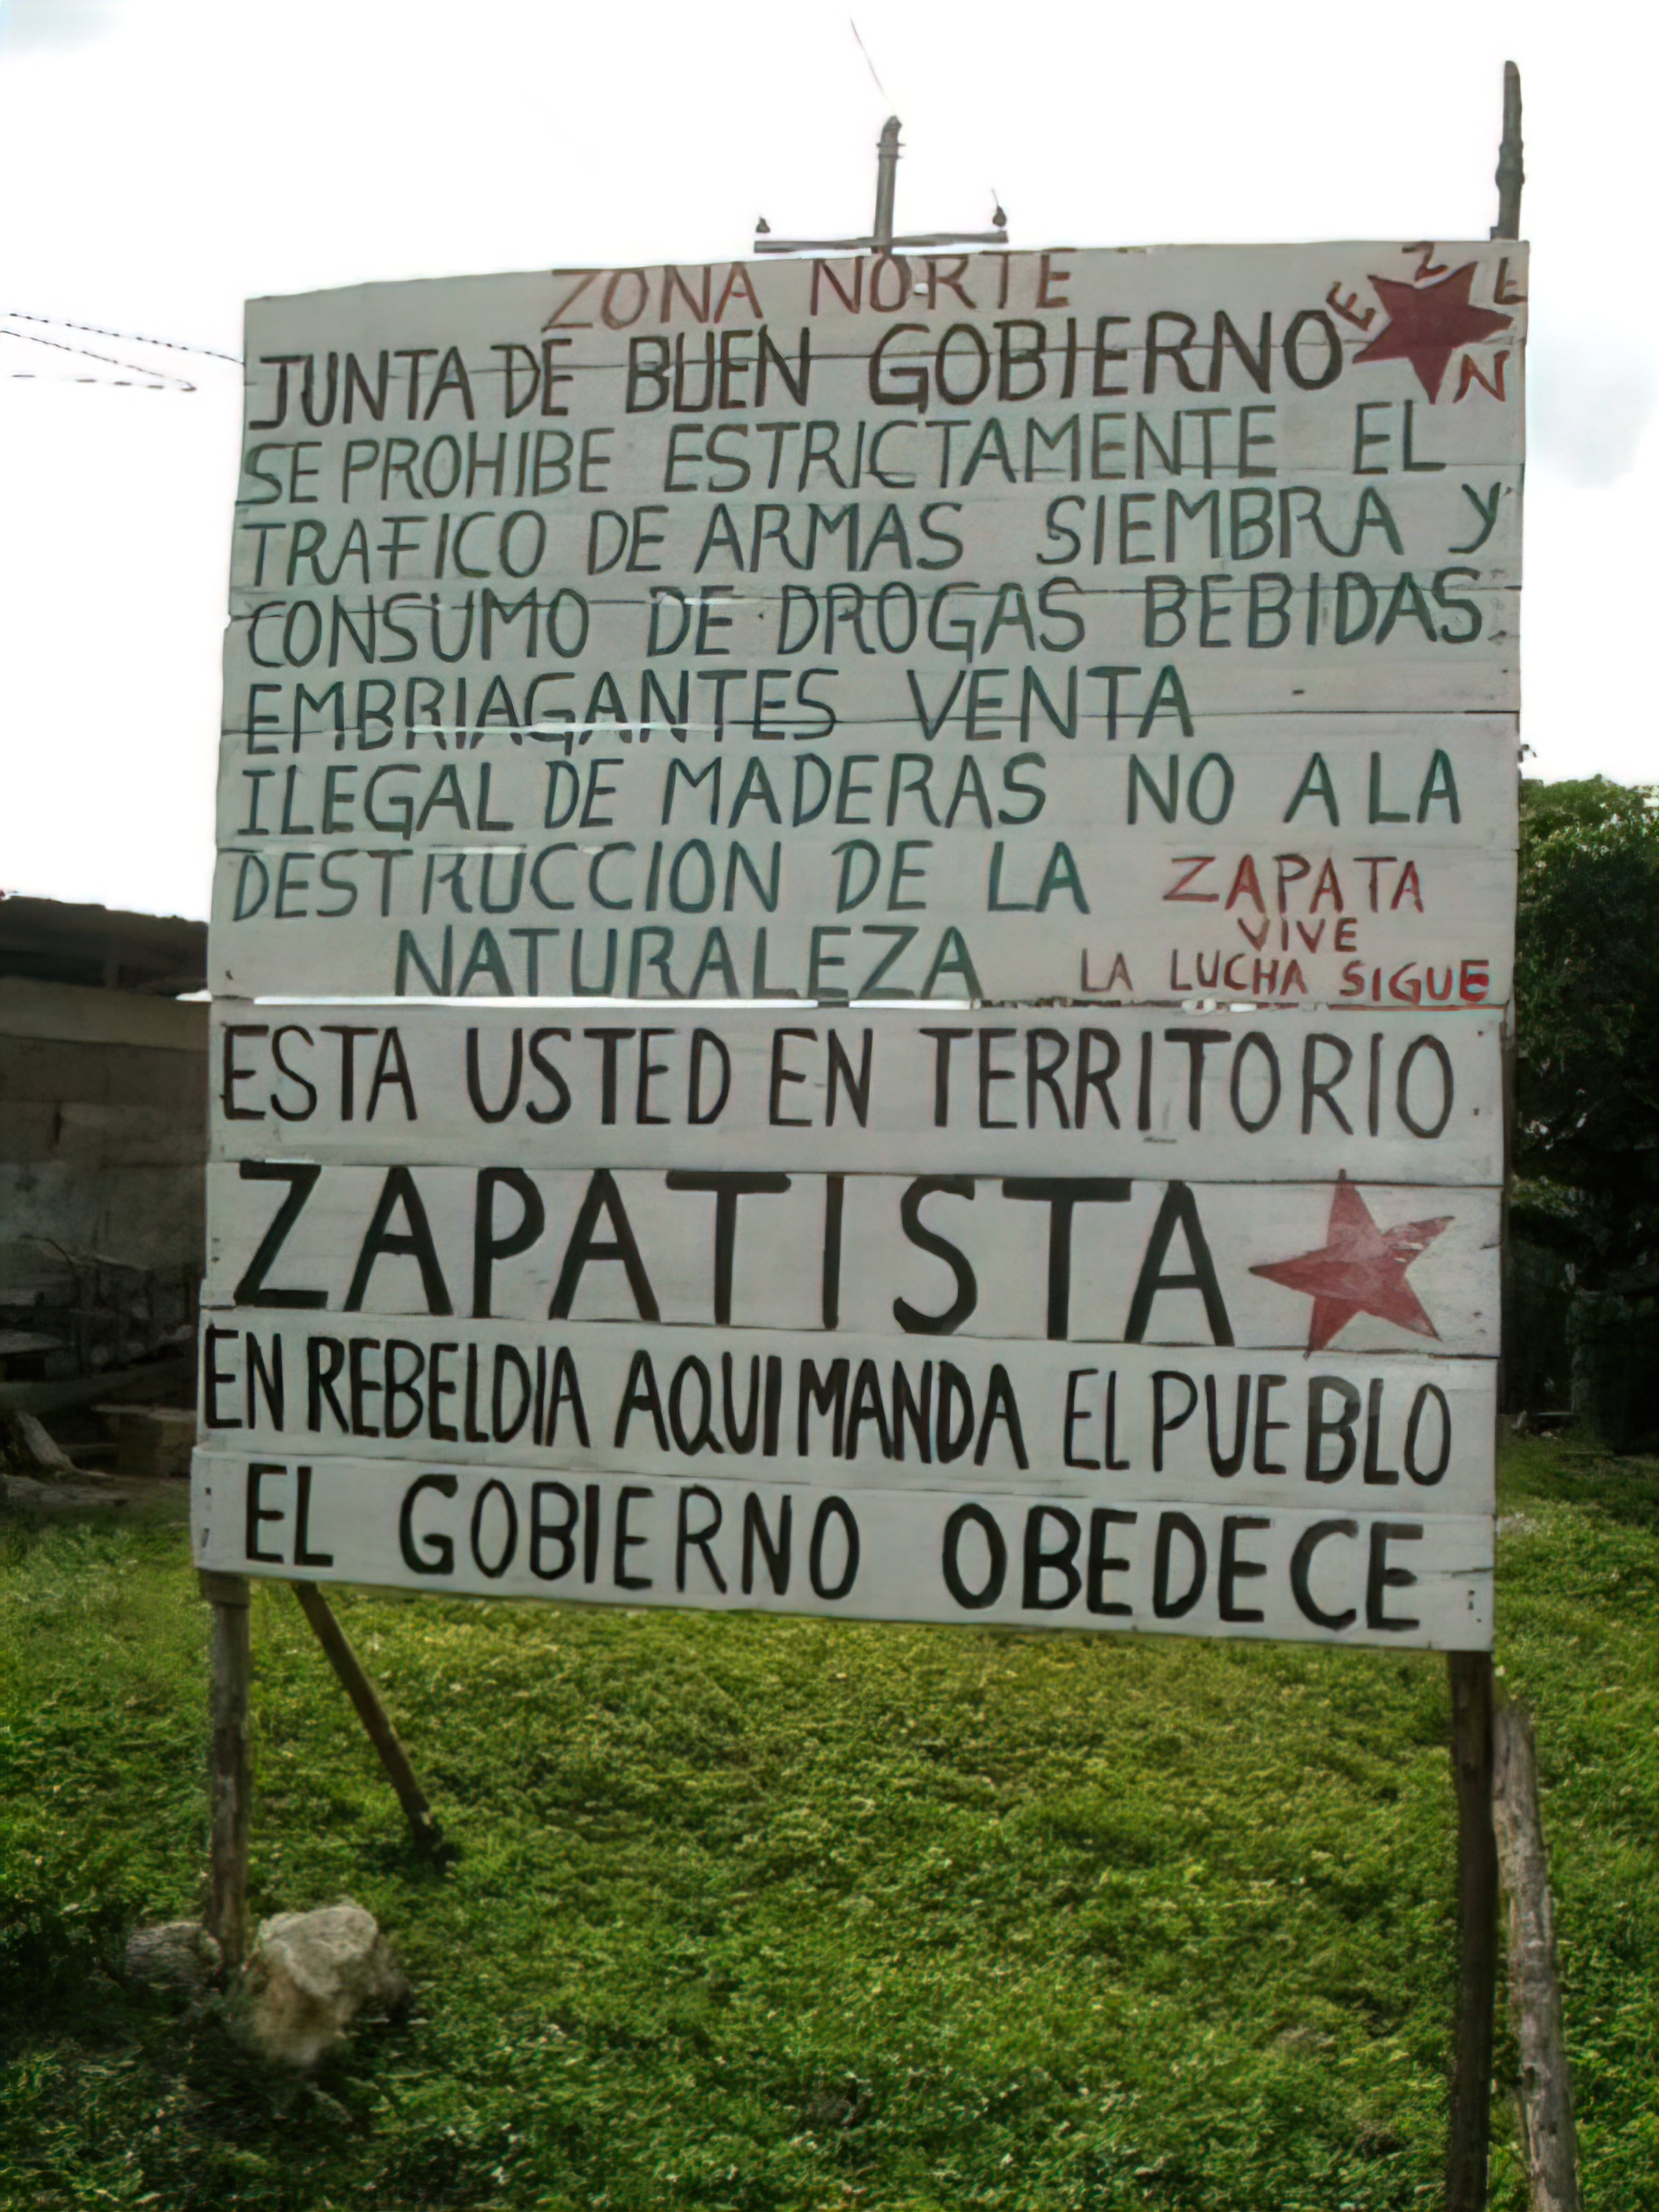 ZONA NORTE
E Z L N
JUNTA DE BUEN GOBIERNO
SE PROHIBE ESTRICTAMENTE EL
TRAFICO DE ARMAS SIEMBRA Y
CONSUMO DE DROGAS BEBIDAS
EMBRIAGANTES VENTA
ILEGAL DE MADERAS NO A LA
DESTRUCCION DE LA
NATURALEZA
ZAPATA
VIVE
LA LUCHA SIGUE
ESTA USTED EN TERRITORIO
ZAPATISTA
EN REBELDIA AQUI MANDA EL PUEBLO
EL GOBIERNO OBEDECE